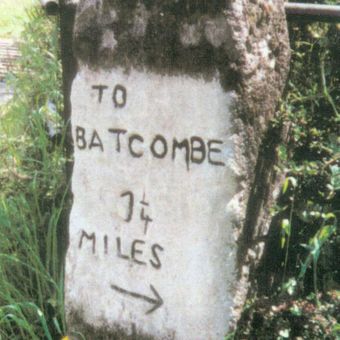 TO
BATCOMBE
1¼
MILES
→